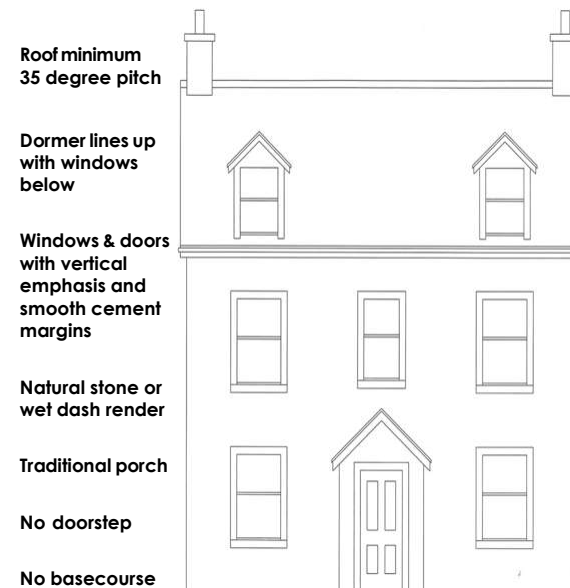 Roof minimum
35 degree pitch
Dormer lines up
with windows
below
Windows & doors
with vertical
emphasis and
smooth cement
margins
Natural stone or
wet dash render
Traditional porch
No doorstep
No basecourse